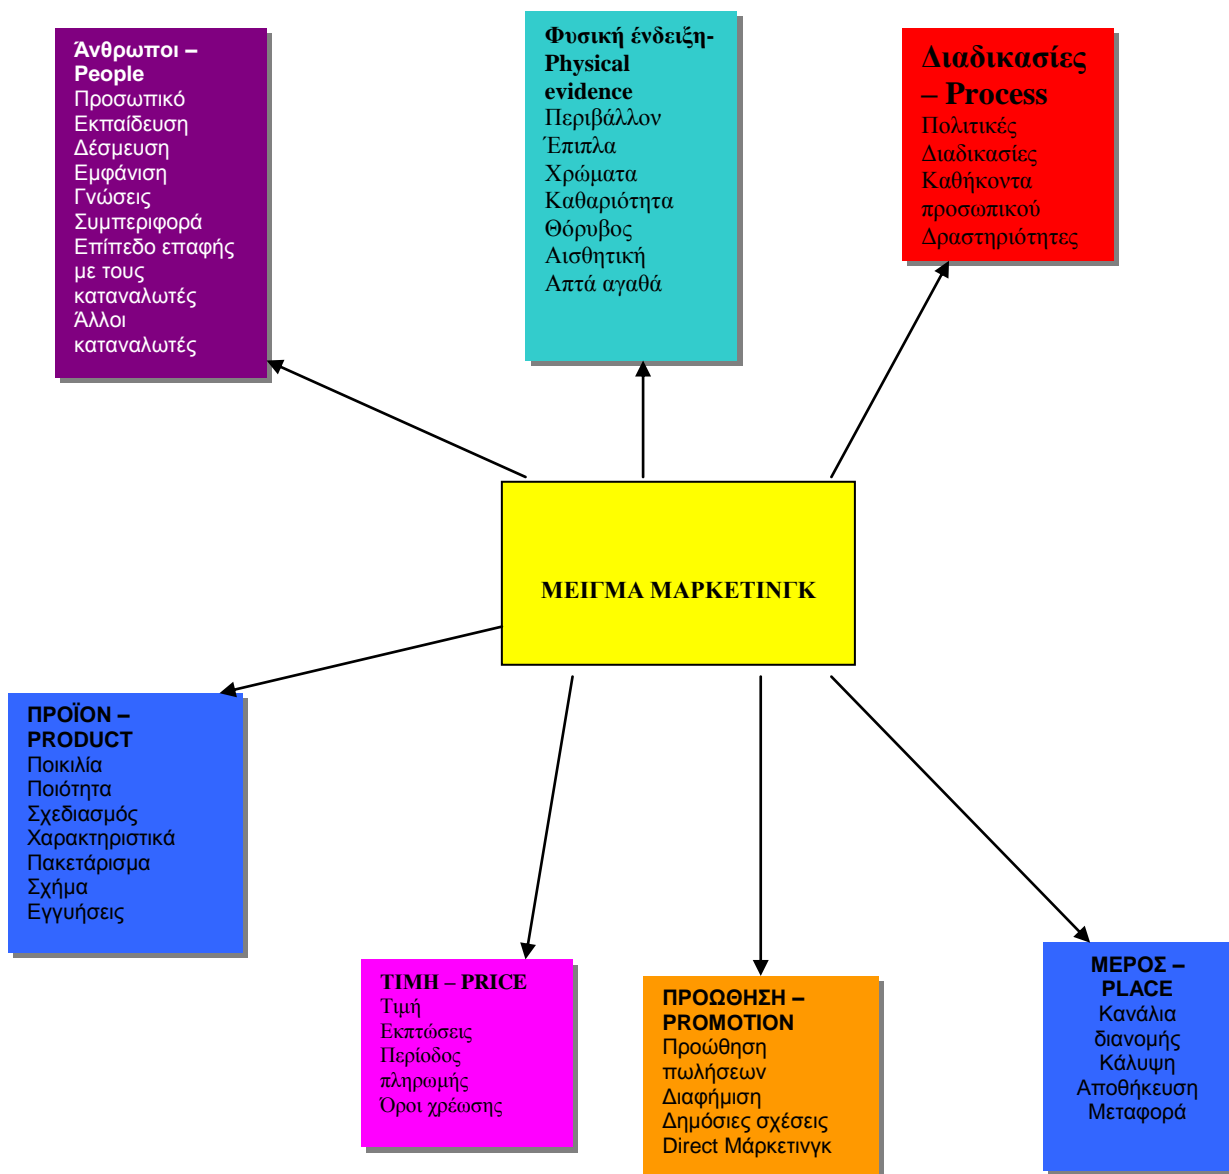 Άνθρωποι –
People
Προσωπικό
Εκπαίδευση
Δέσμευση
Εμφάνιση
Γνώσεις
Συμπεριφορά
Επίπεδο επαφής
με τους
καταναλωτές
Άλλοι
καταναλωτές
Φυσική ένδειξη-
Physical
evidence
Περιβάλλον
Έπιπλα
Χρώματα
Καθαριότητα
Θόρυβος
Αισθητική
Απτά αγαθά
Διαδικασίες
– Process
Πολιτικές
Διαδικασίες
Καθήκοντα
προσωπικού
Δραστηριότητες
ΜΕΙΓΜΑ ΜΑΡΚΕΤΙΝΓΚ
ΠΡΟΪΟΝ –
PRODUCT
Ποικιλία
Ποιότητα
Σχεδιασμός
Χαρακτηριστικά
Πακετάρισμα
Σχήμα
Εγγυήσεις
ΤΙΜΗ – PRICE
Τιμή
Εκπτώσεις
Περίοδος
πληρωμής
Όροι χρέωσης
ΠΡΟΩΘΗΣΗ –
PROMOTION
Προώθηση
πωλήσεων
Διαφήμιση
Δημόσιες σχέσεις
Direct Μάρκετινγκ
ΜΕΡΟΣ –
PLACE
Κανάλια
διανομής
Κάλυψη
Αποθήκευση
Μεταφορά